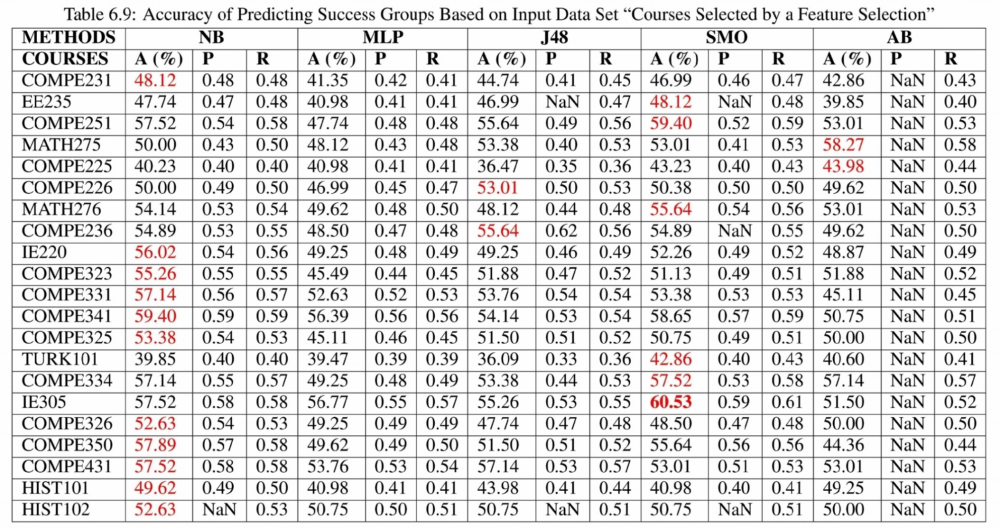 Table 6.9: Accuracy of Predicting Success Groups Based on Input Data Set “Courses Selected by a Feature Selection”
METHODS NB MLP J48 SMO AB
COURSES A (%) P R A (%) P R A (%) P R A (%) P R A (%) P R
COMPE231 48.12 0.48 0.48 41.35 0.42 0.41 44.74 0.41 0.45 46.99 0.46 0.47 42.86 NaN 0.43
EE235 47.74 0.47 0.48 40.98 0.41 0.41 46.99 NaN 0.47 48.12 NaN 0.48 39.85 NaN 0.40
COMPE251 57.52 0.54 0.58 47.74 0.48 0.48 55.64 0.49 0.56 59.40 0.52 0.59 53.01 NaN 0.53
MATH275 50.00 0.43 0.50 48.12 0.43 0.48 53.38 0.40 0.53 53.01 0.41 0.53 58.27 NaN 0.58
COMPE225 40.23 0.40 0.40 40.98 0.41 0.41 36.47 0.35 0.36 43.23 0.40 0.43 43.98 NaN 0.44
COMPE226 50.00 0.49 0.50 46.99 0.45 0.47 53.01 0.50 0.53 50.38 0.50 0.50 49.62 NaN 0.50
MATH276 54.14 0.53 0.54 49.62 0.48 0.50 48.12 0.44 0.48 55.64 0.54 0.56 53.01 NaN 0.53
COMPE236 54.89 0.53 0.55 48.50 0.47 0.48 55.64 0.62 0.56 54.89 NaN 0.55 49.62 NaN 0.50
IE220 56.02 0.54 0.56 49.25 0.48 0.49 49.25 0.46 0.49 52.26 0.49 0.52 48.87 NaN 0.49
COMPE323 55.26 0.55 0.55 45.49 0.44 0.45 51.88 0.47 0.52 51.13 0.49 0.51 51.88 NaN 0.52
COMPE331 57.14 0.56 0.57 52.63 0.52 0.53 53.76 0.54 0.54 53.38 0.53 0.53 45.11 NaN 0.45
COMPE341 59.40 0.59 0.59 56.39 0.56 0.56 54.14 0.53 0.54 58.65 0.57 0.59 50.75 NaN 0.51
COMPE325 53.38 0.54 0.53 45.11 0.46 0.45 51.50 0.51 0.52 50.75 0.49 0.51 50.00 NaN 0.50
TURK101 39.85 0.40 0.40 39.47 0.39 0.39 36.09 0.33 0.36 42.86 0.40 0.43 40.60 NaN 0.41
COMPE334 57.14 0.55 0.57 49.25 0.48 0.49 53.38 0.44 0.53 57.52 0.53 0.58 57.14 NaN 0.57
IE305 57.52 0.58 0.58 56.77 0.55 0.57 55.26 0.53 0.55 60.53 0.59 0.61 51.50 NaN 0.52
COMPE326 52.63 0.54 0.53 49.25 0.49 0.49 47.74 0.47 0.48 48.50 0.47 0.48 50.00 NaN 0.50
COMPE350 57.89 0.57 0.58 49.62 0.49 0.50 51.50 0.51 0.52 55.64 0.56 0.56 44.36 NaN 0.44
COMPE431 57.52 0.58 0.58 53.76 0.53 0.54 57.14 0.53 0.57 53.01 0.51 0.53 53.01 NaN 0.53
HIST101 49.62 0.49 0.50 40.98 0.41 0.41 43.98 0.41 0.44 40.98 0.40 0.41 49.25 NaN 0.49
HIST102 52.63 NaN 0.53 50.75 0.50 0.51 50.75 NaN 0.51 50.75 NaN 0.51 50.00 NaN 0.50